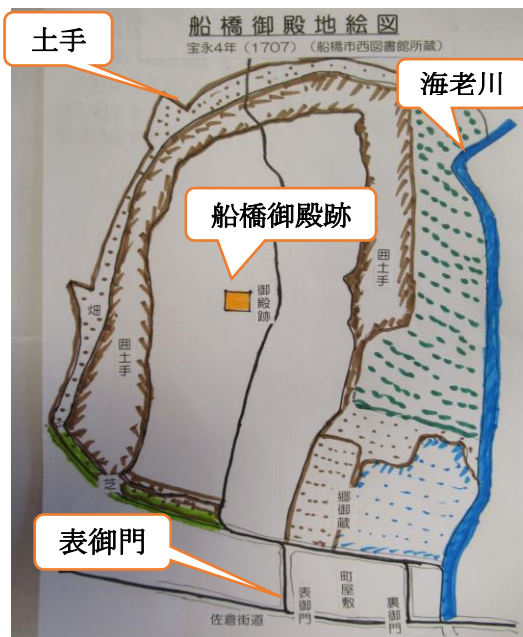 船橋御殿地絵図
宝永4年(1707)(船橋市西図書館所蔵)
土手
海老川
船橋御殿跡
御殿跡
囲土手
畑
囲土手
芝
郷御蔵
表御門
町屋敷
表御門
裏御門
佐倉街道